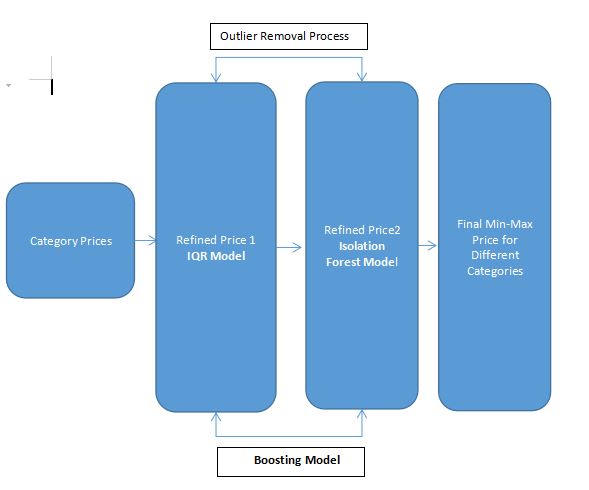 Outlier Removal Process
Category Prices
Refined Price 1
IQR Model
Refined Price2
Isolation
Forest Model
Final Min-Max
Price for
Different
Categories
Boosting Model